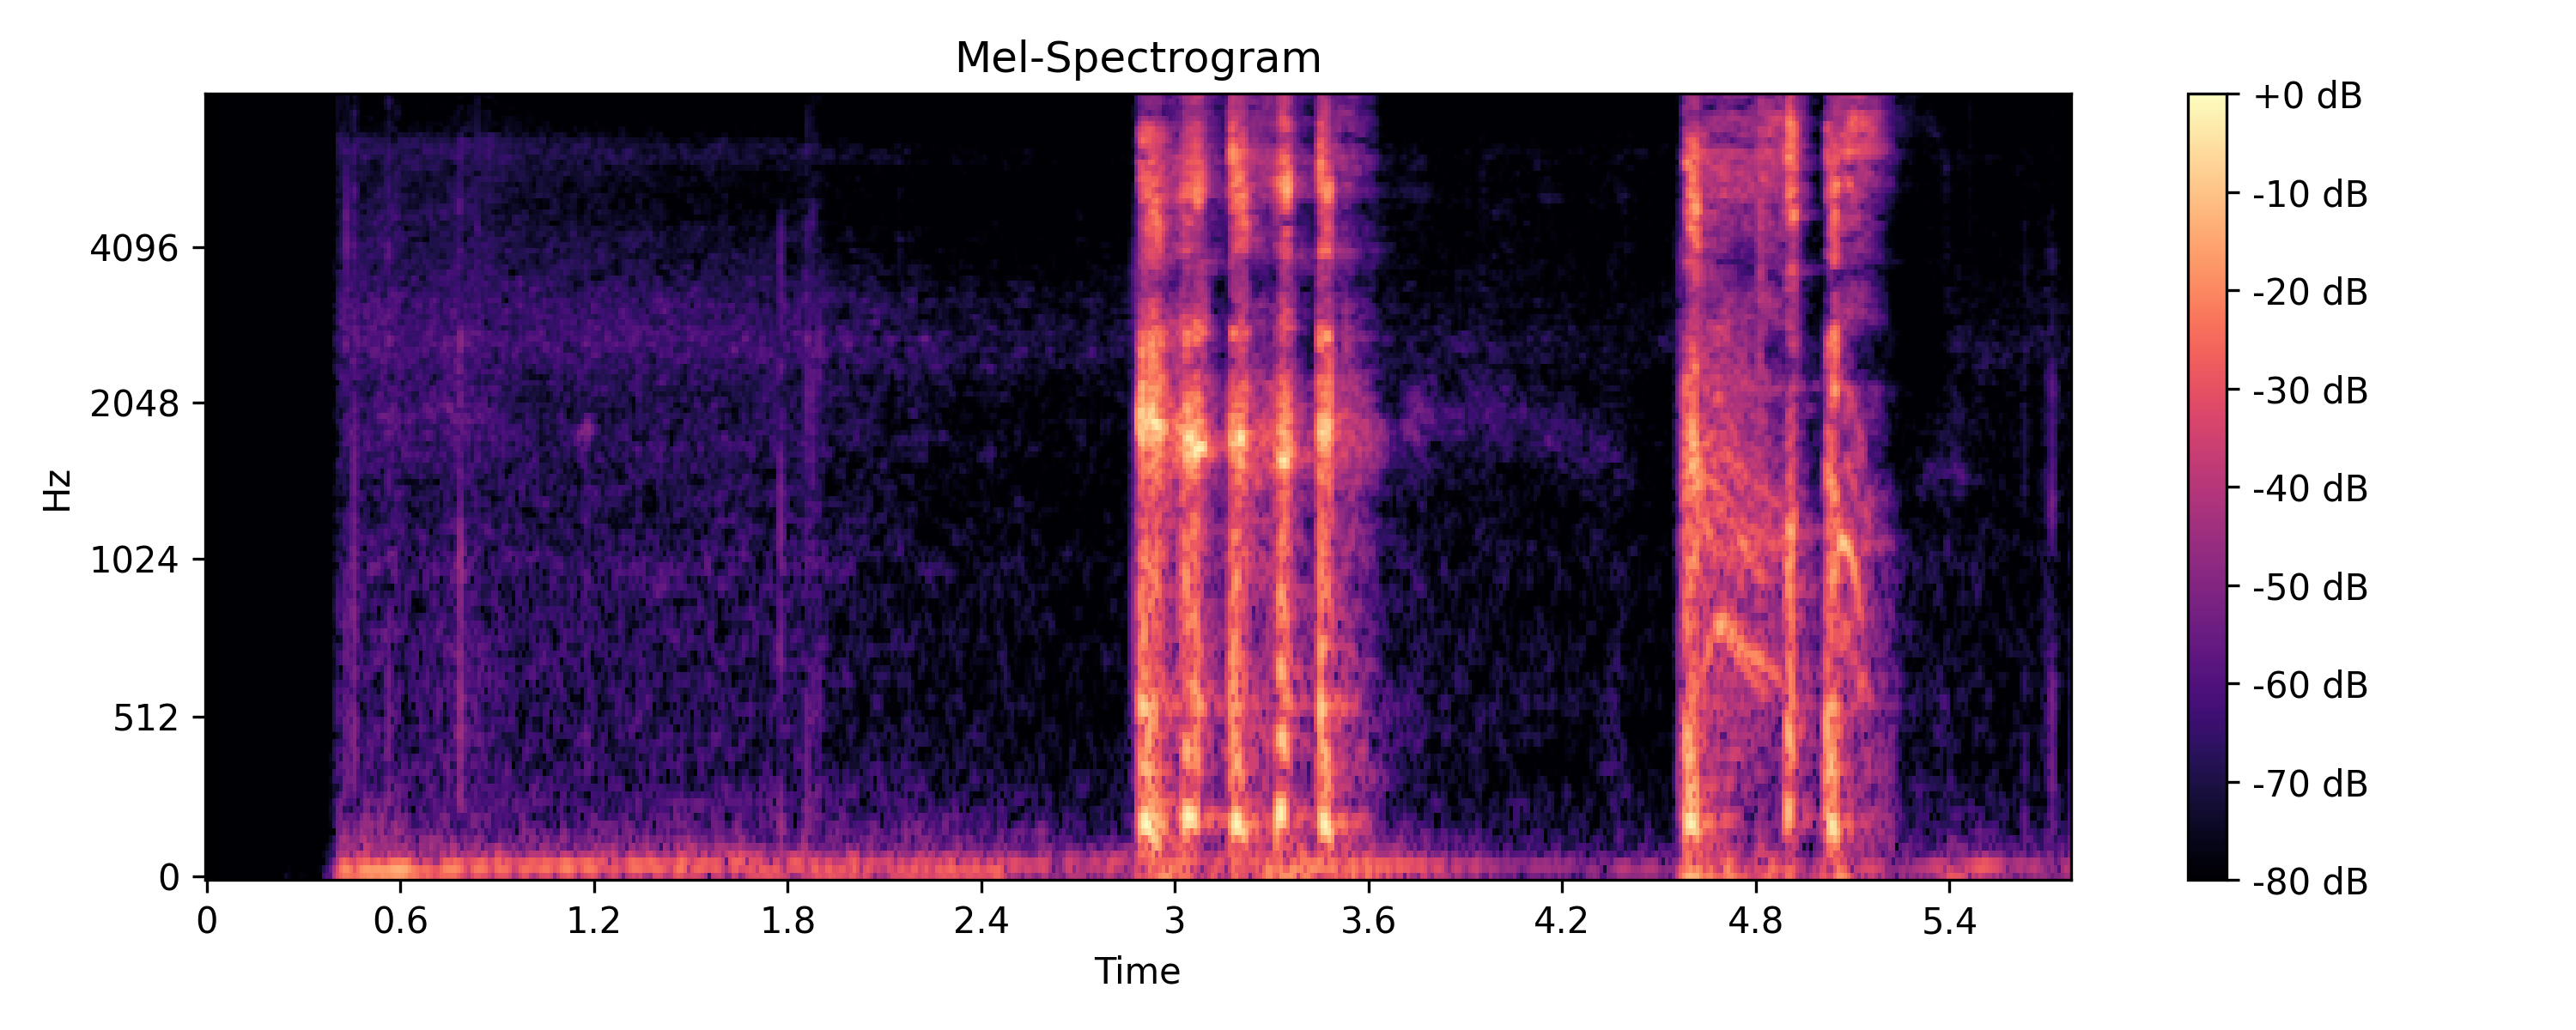 Mel-Spectrogram
+0 dB
-10 dB
-20 dB
-30 dB
-40 dB
-50 dB
-60 dB
-70 dB
-80 dB
Hz
4096
2048
1024
512
0
0 0.6 1.2 1.8 2.4 3 3.6 4.2 4.8 5.4
Time